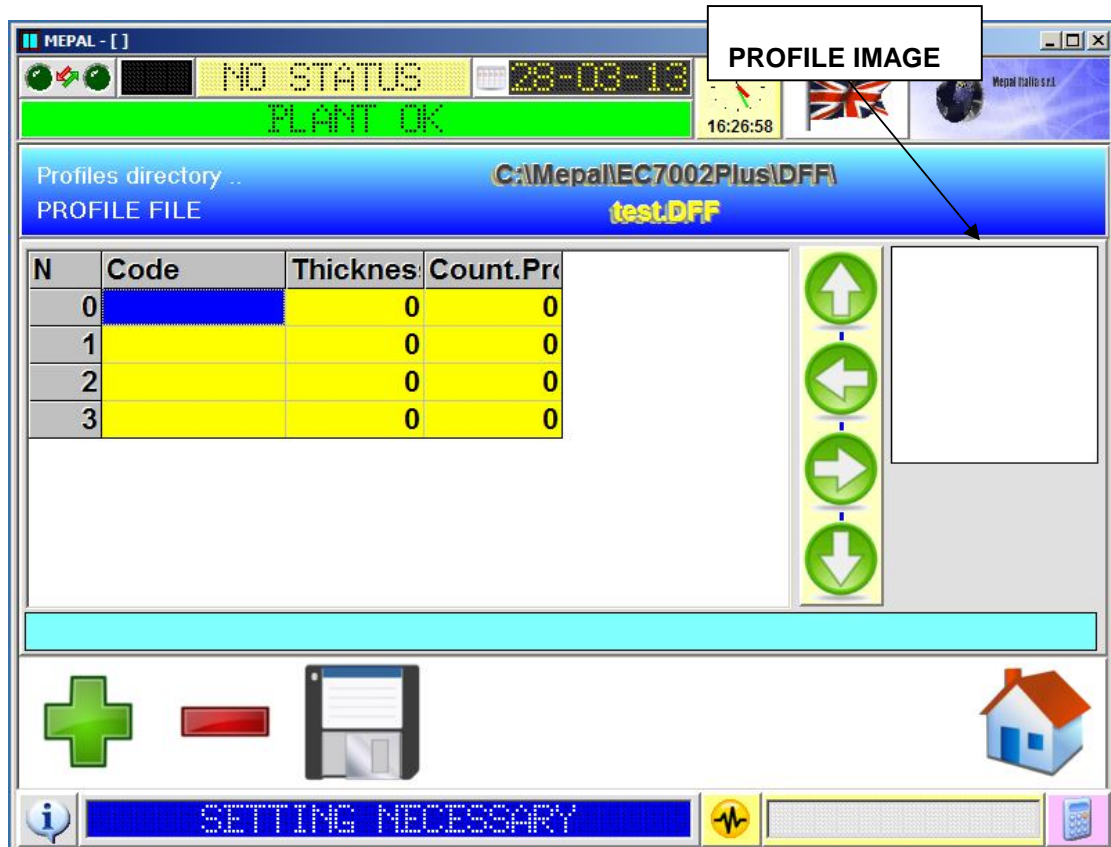 PROFILE IMAGE
MEPAL - [ ]
NO STATUS
28-03-13
16:26:58
Mepal Italia s.r.l.
PLANT OK
Profiles directory .. C:\Mepal\EC7002Plus\DFF\
PROFILE FILE test.DFF
N Code Thicknes Count.Pro
0 0 0
1 0 0
2 0 0
3 0 0
SETTING NECESSARY